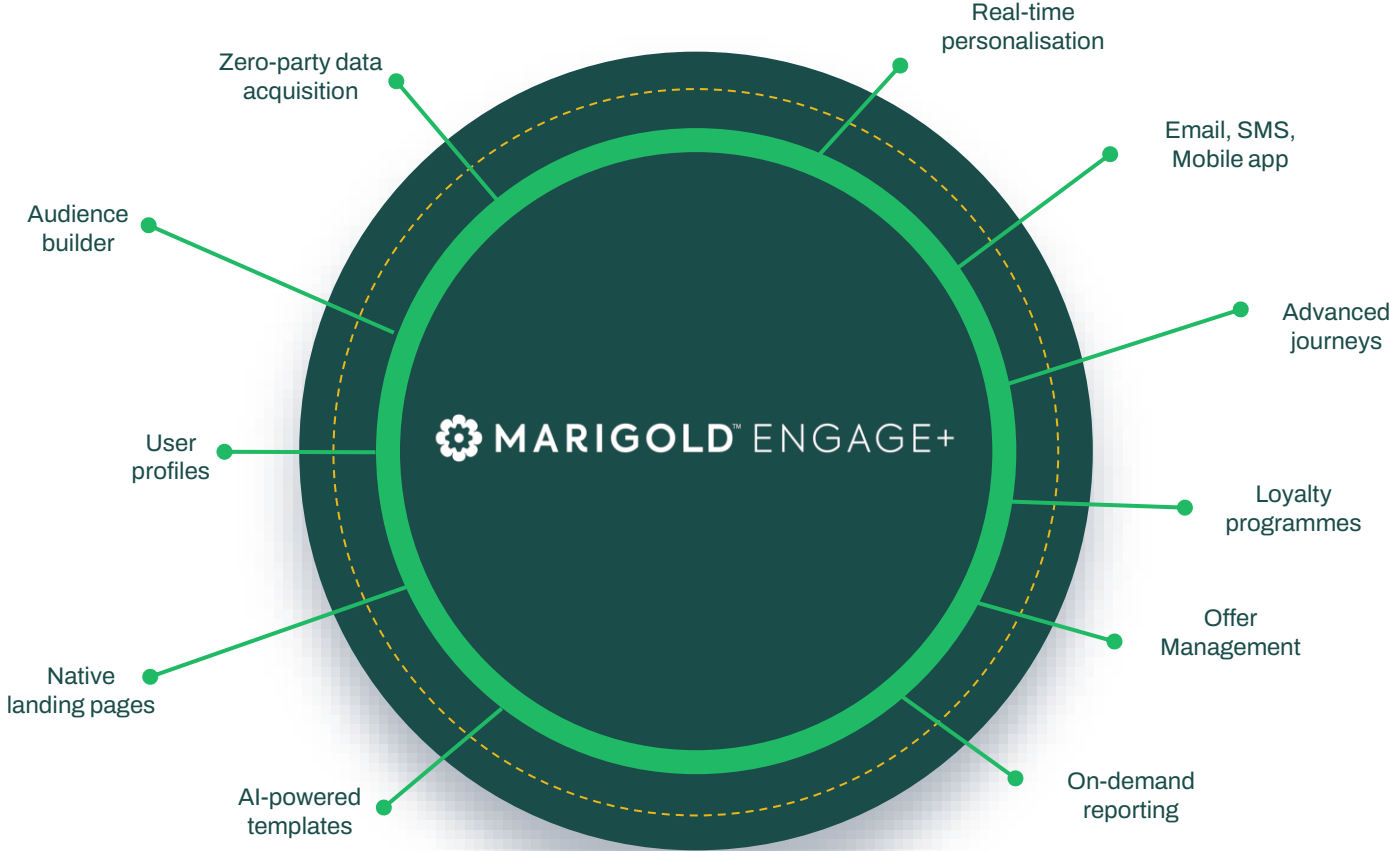 Real-time
personalisation
Zero-party data
acquisition
Email, SMS,
Mobile app
Audience
builder
Advanced
journeys
MARIGOLD™ ENGAGE+
User
profiles
Loyalty
programmes
Offer
Management
Native
landing pages
On-demand
reporting
AI-powered
templates